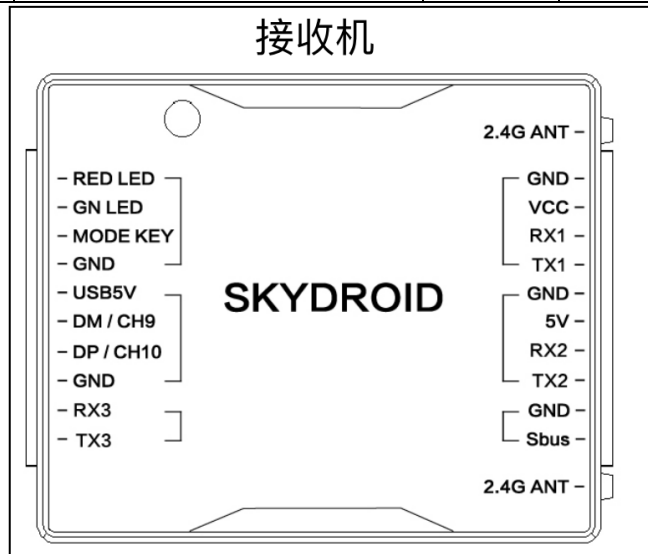 接收机
2.4G ANT
RED LED
GN LED
MODE KEY
GND
USB5V
DM / CH9
DP / CH10
GND
RX3
TX3
SKYDROID
GND
VCC
RX1
TX1
GND
5V
RX2
TX2
GND
Sbus
2.4G ANT